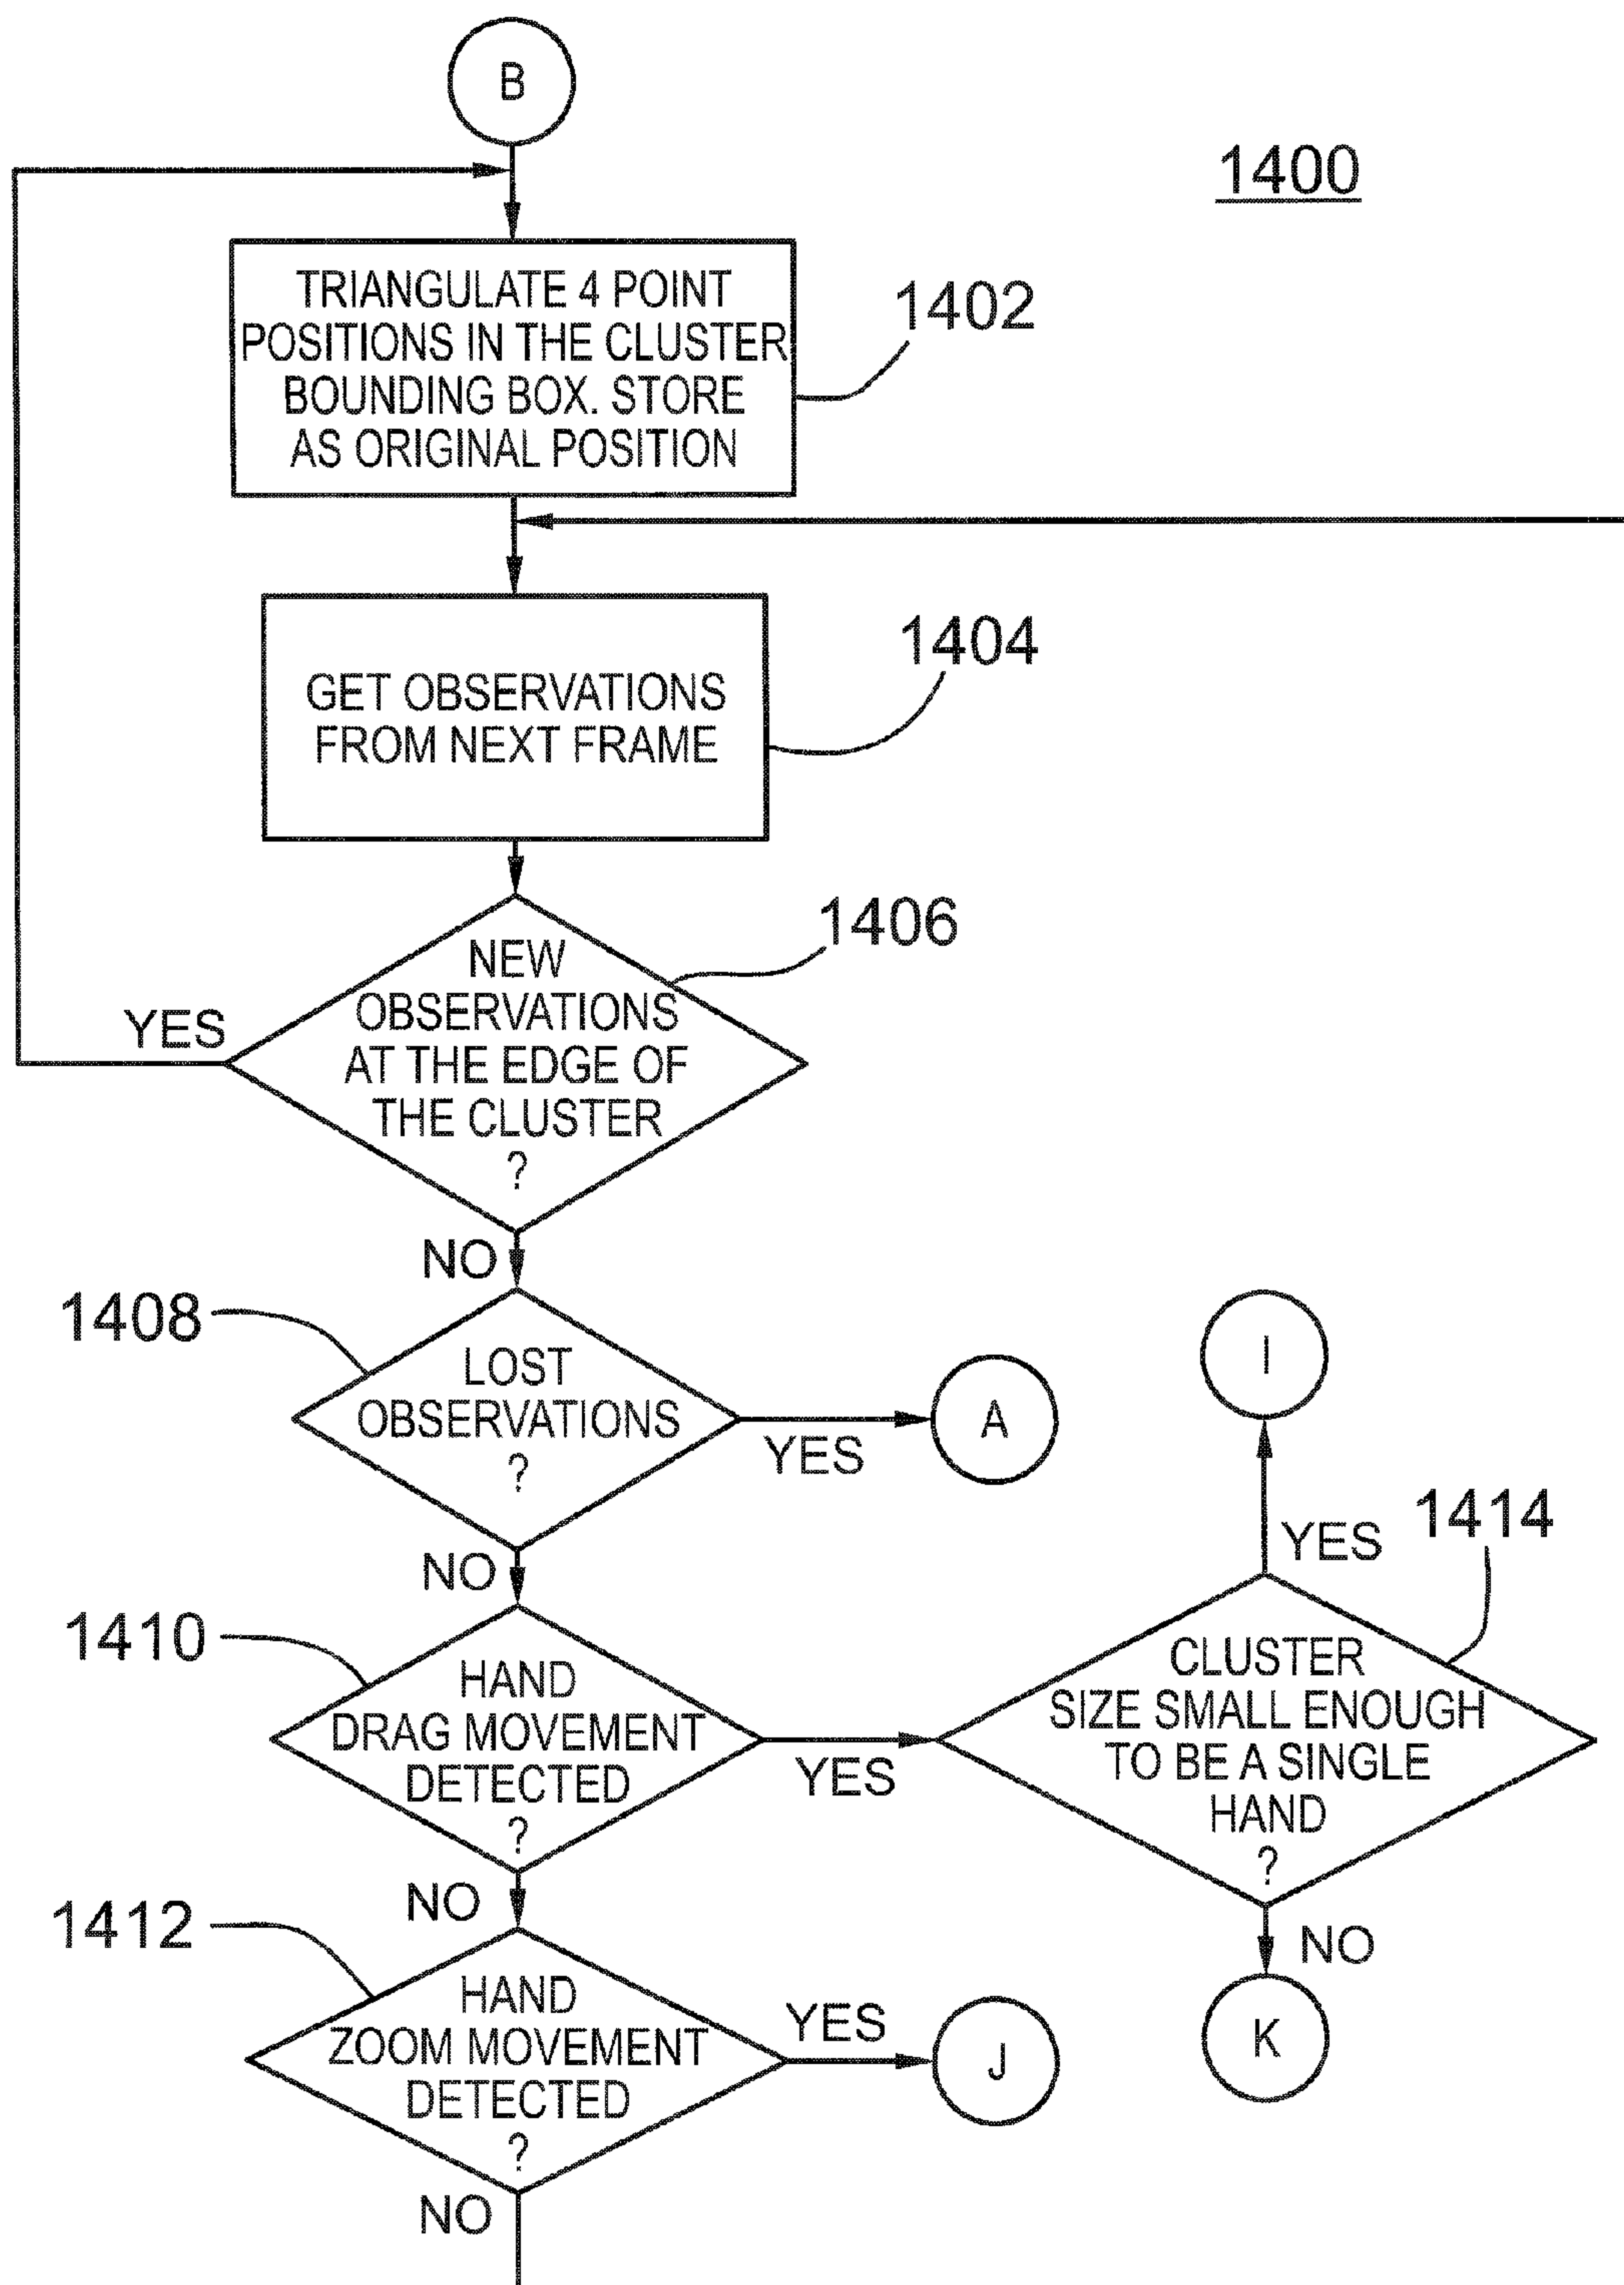 B
1400
TRIANGULATE 4 POINT
POSITIONS IN THE CLUSTER
BOUNDING BOX. STORE
AS ORIGINAL POSITION
1402
GET OBSERVATIONS
FROM NEXT FRAME
1404
NEW
OBSERVATIONS
AT THE EDGE OF
THE CLUSTER
?
1406
YES
NO
1408
LOST
OBSERVATIONS
?
YES
A
NO
1410
HAND
DRAG MOVEMENT
DETECTED
?
YES
I
YES
1414
CLUSTER
SIZE SMALL ENOUGH
TO BE A SINGLE
HAND
?
NO
K
NO
1412
HAND
ZOOM MOVEMENT
DETECTED
?
YES
J
NO